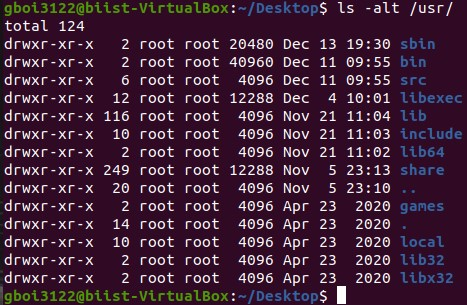 gboi3122@biist-VirtualBox:~/Desktop$ ls -alt /usr/
total 124
drwxr-xr-x   2 root root 20480 Dec 13 19:30 sbin
drwxr-xr-x   2 root root 40960 Dec 11 09:55 bin
drwxr-xr-x   6 root root  4096 Dec 11 09:55 src
drwxr-xr-x  12 root root 12288 Dec  4 10:01 libexec
drwxr-xr-x 116 root root  4096 Nov 21 11:04 lib
drwxr-xr-x  10 root root  4096 Nov 21 11:03 include
drwxr-xr-x   2 root root  4096 Nov 21 11:02 lib64
drwxr-xr-x 249 root root 12288 Nov  5 23:13 share
drwxr-xr-x  20 root root  4096 Nov  5 23:10 ..
drwxr-xr-x   2 root root  4096 Apr 23  2020 games
drwxr-xr-x  14 root root  4096 Apr 23  2020 .
drwxr-xr-x  10 root root  4096 Apr 23  2020 local
drwxr-xr-x   2 root root  4096 Apr 23  2020 lib32
drwxr-xr-x   2 root root  4096 Apr 23  2020 libx32
gboi3122@biist-VirtualBox:~/Desktop$